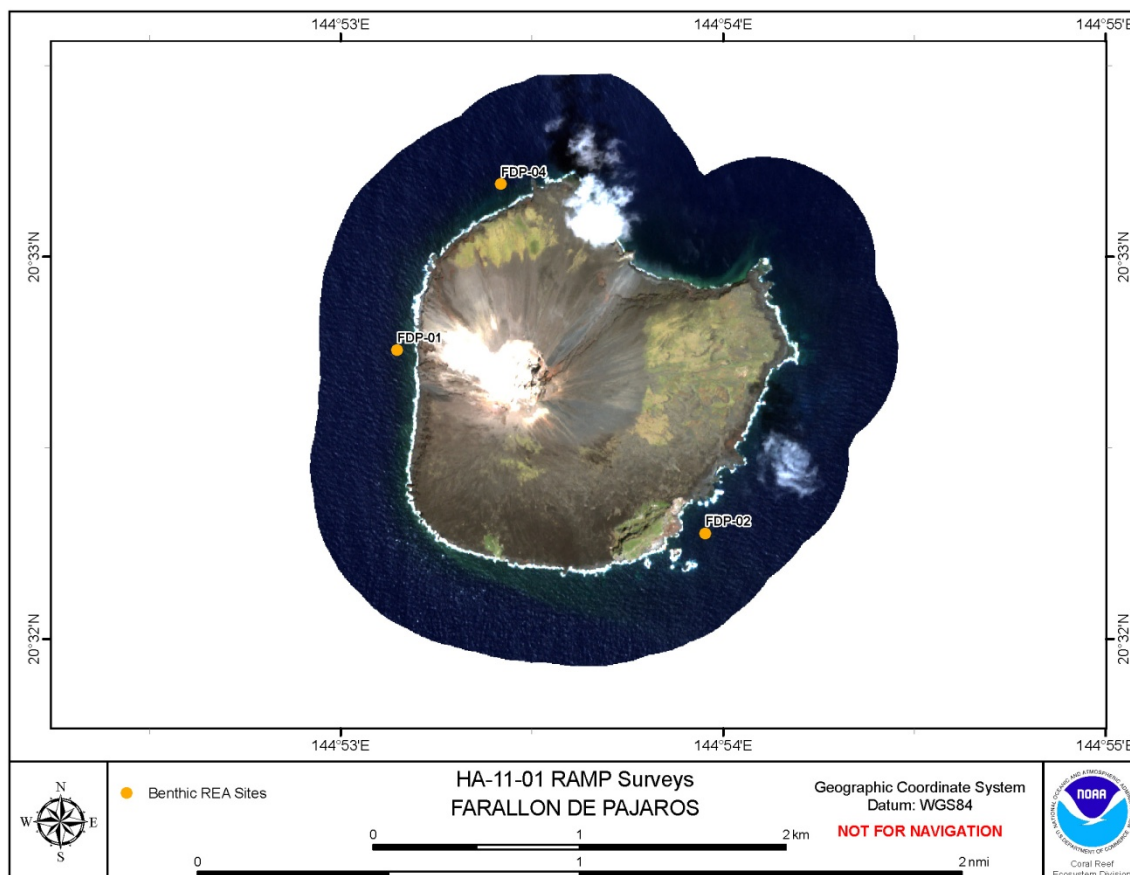 144°53'E
144°54'E
144°55'E
FDP-04
20°33'N
20°33'N
FDP-01
FDP-02
20°32'N
20°32'N
144°53'E
144°54'E
144°55'E
N
W
E
S
Benthic REA Sites
HA-11-01 RAMP Surveys
FARALLON DE PAJAROS
0 1 2 km
0 1 2 nmi
Geographic Coordinate System
Datum: WGS84
NOT FOR NAVIGATION
NOAA
Coral Reef
Ecosystem Division